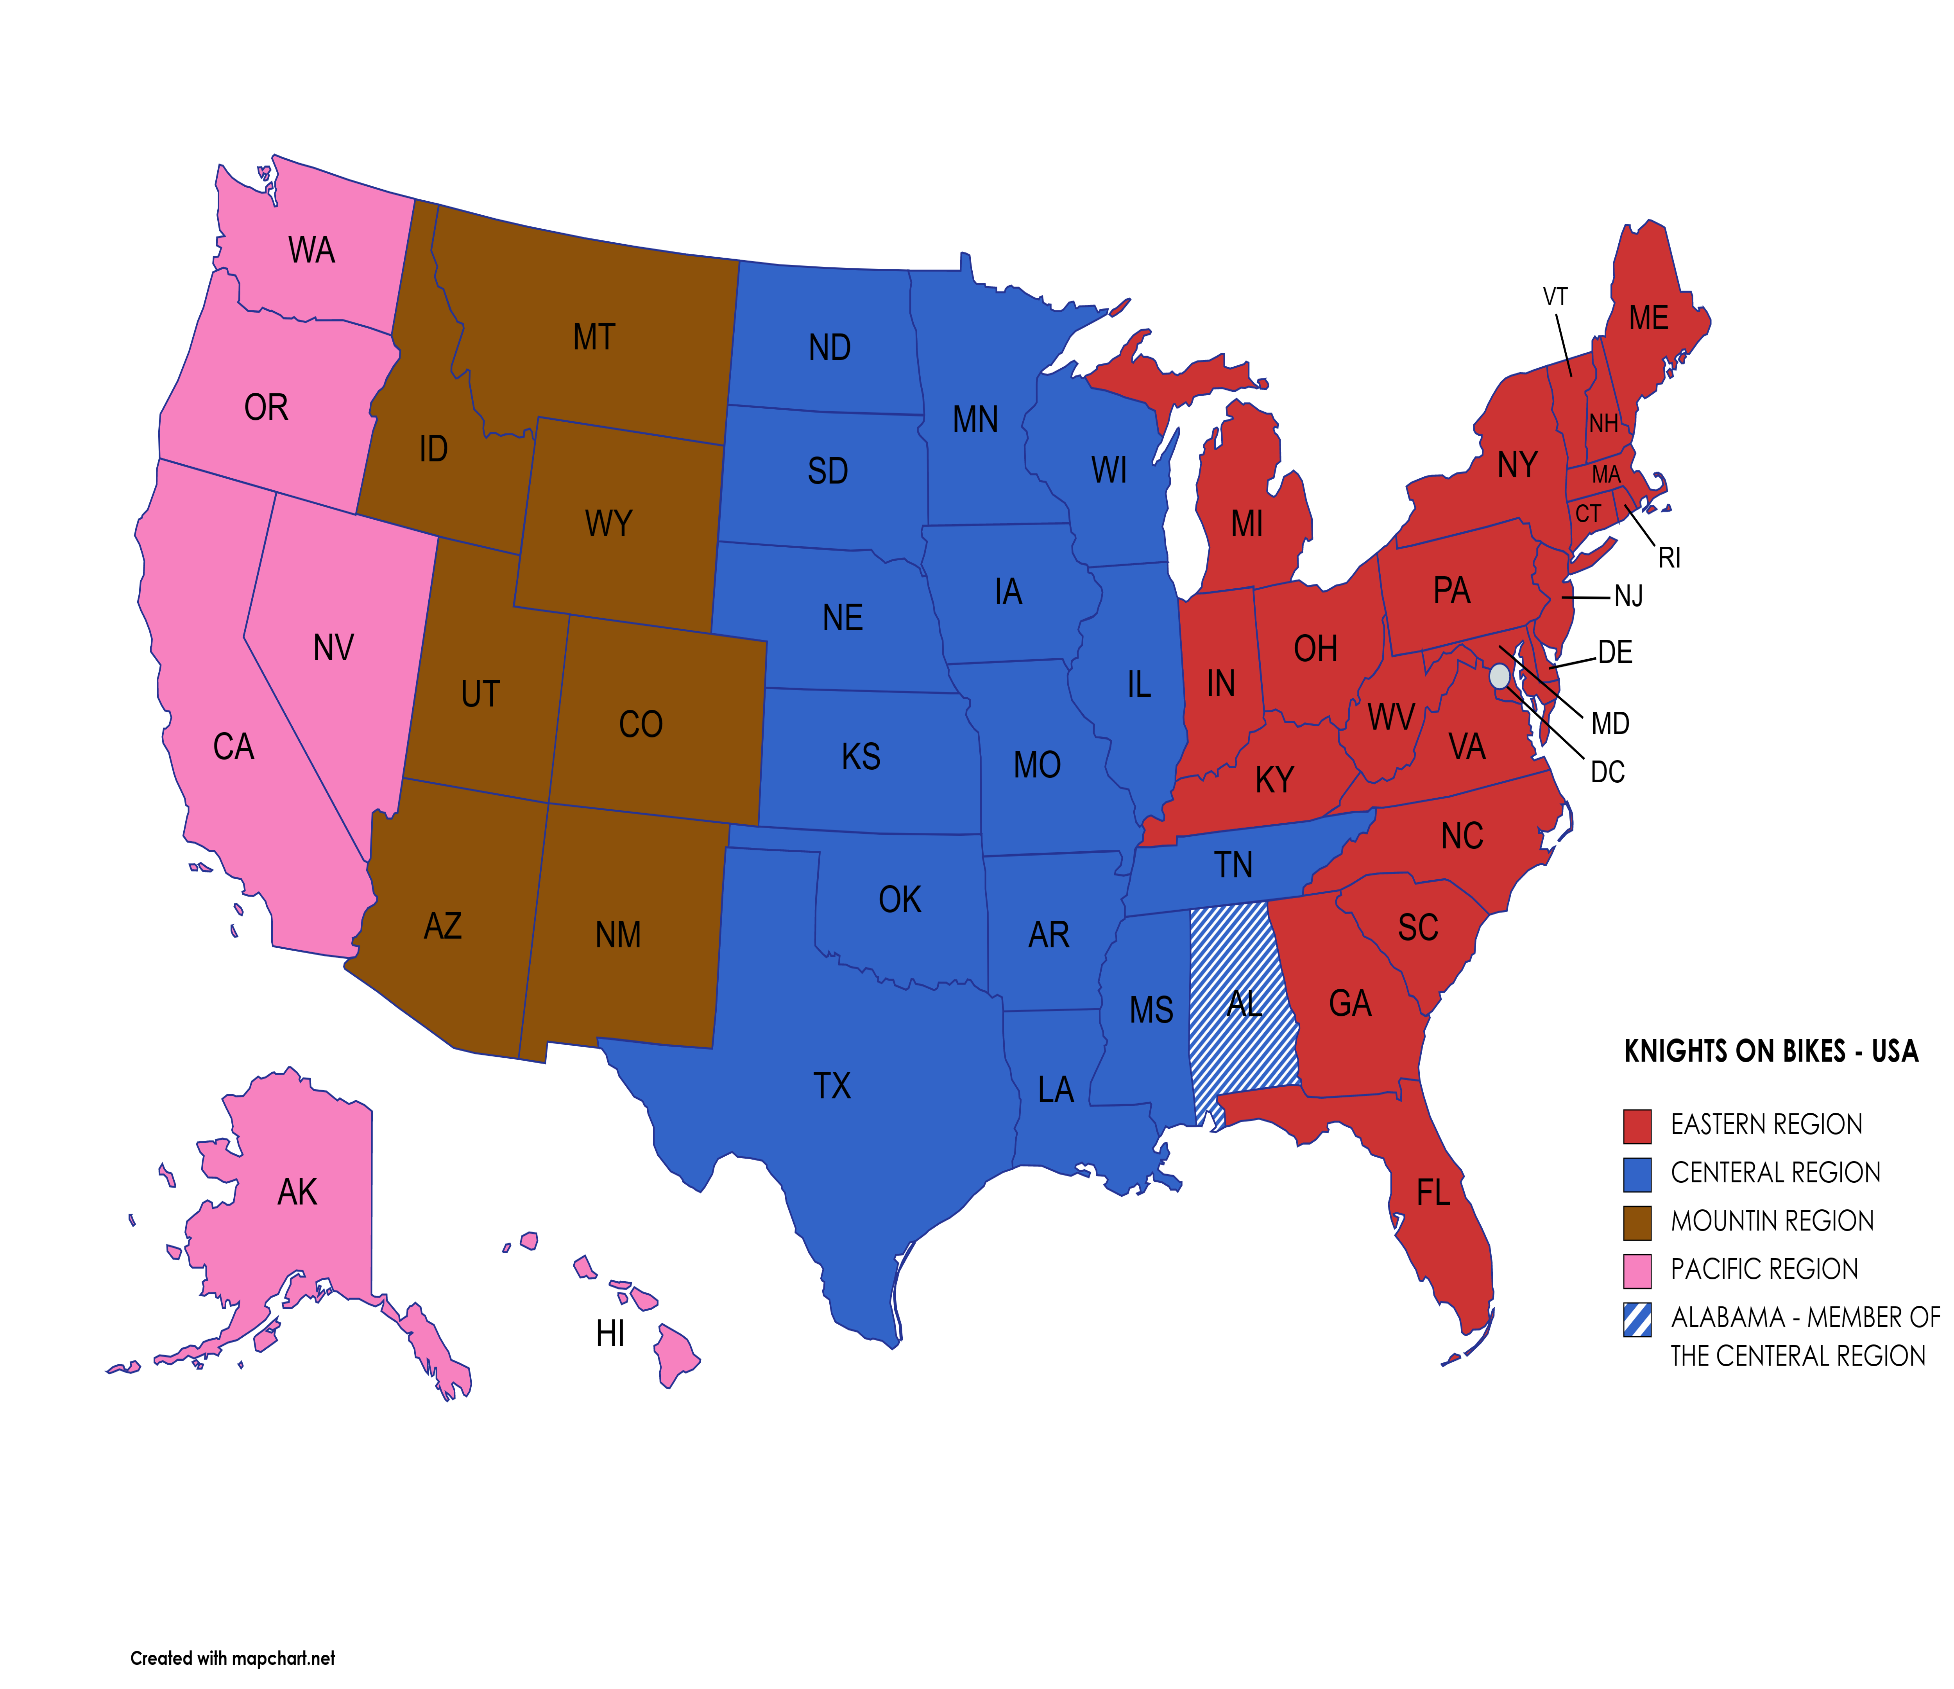 WA
MT
ND
MN
VT
ME
OR
ID
SD
WI
NH
NY
MA
WY
MI
CT
RI
IA
PA
NJ
NE
NV
OH
DE
UT
IL
IN
CO
WV
MD
CA
KS
MO
VA
DC
KY
NC
TN
OK
AZ
NM
AR
SC
MS
AL
GA
TX
LA
AK
FL
HI
KNIGHTS ON BIKES - USA
EASTERN REGION
CENTERAL REGION
MOUNTIN REGION
PACIFIC REGION
ALABAMA - MEMBER OF
THE CENTERAL REGION
Created with mapchart.net